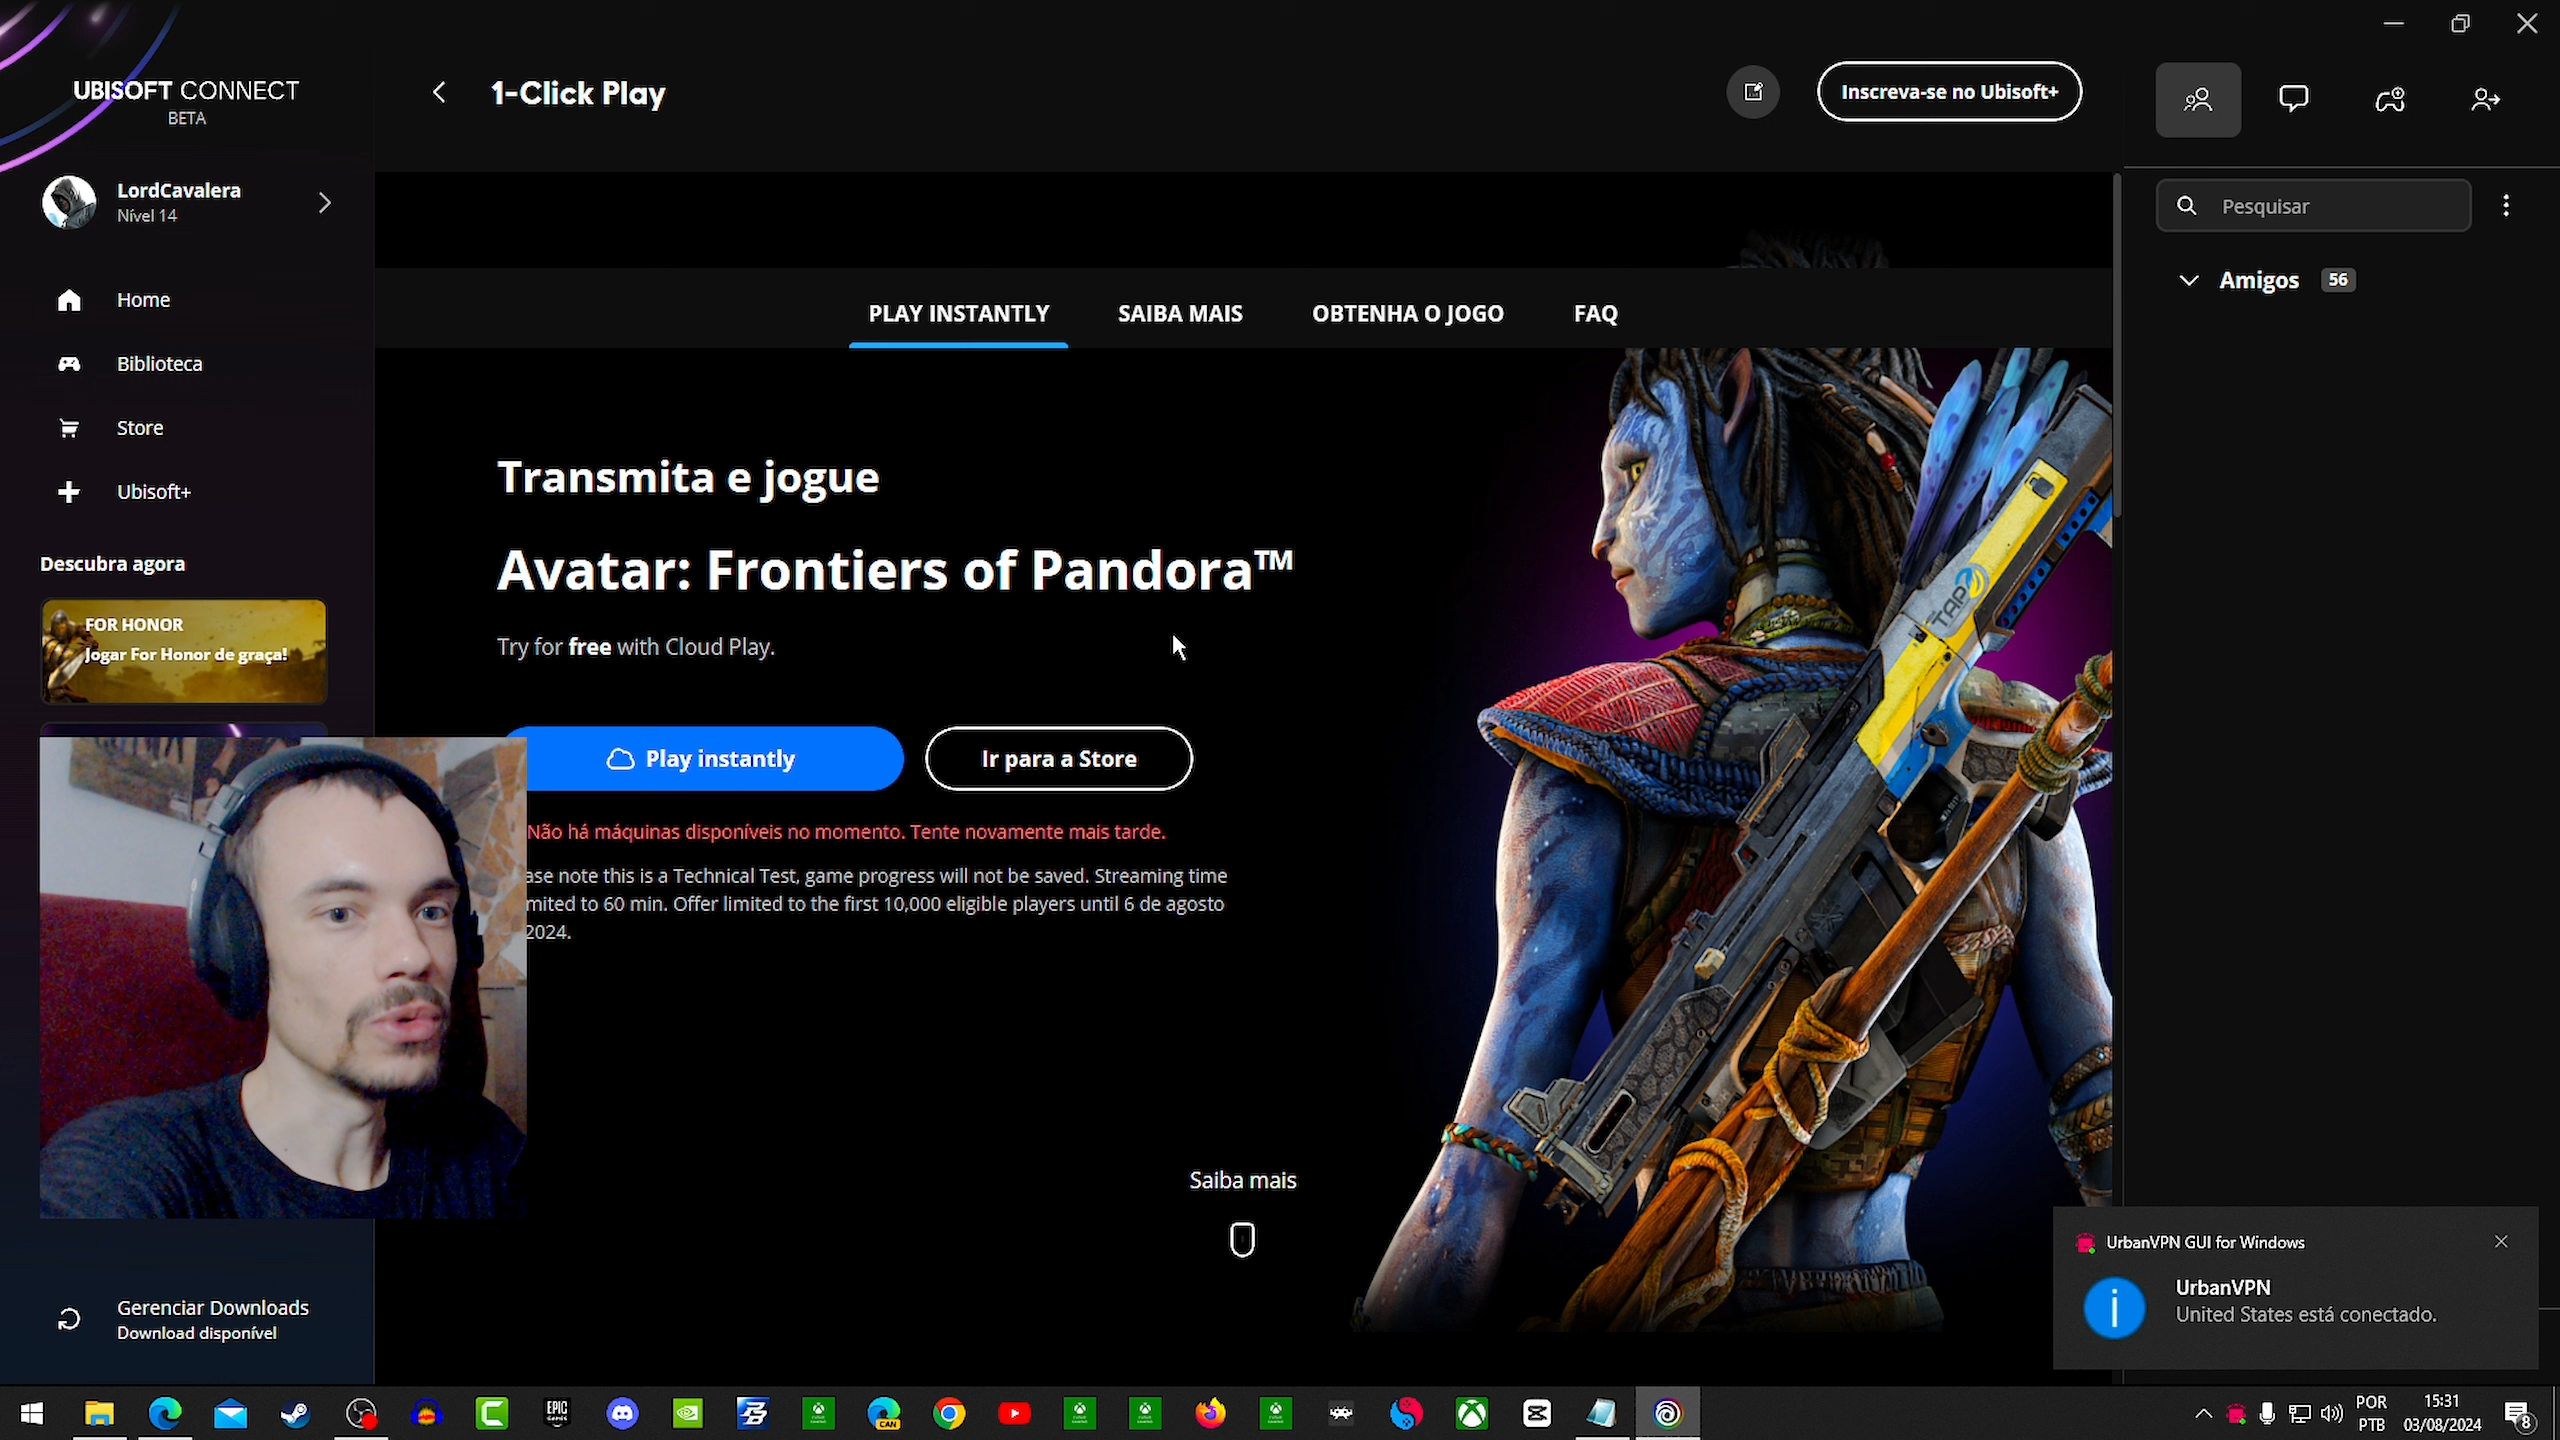 UBISOFT CONNECT
BETA
LordCavalera
Nível 14
Home
Biblioteca
Store
Ubisoft+
Descubra agora
FOR HONOR
Jogar For Honor de graça!
Gerenciar Downloads
Download disponível
1-Click Play
Inscreva-se no Ubisoft+
PLAY INSTANTLY
SAIBA MAIS
OBTENHA O JOGO
FAQ
Transmita e jogue
Avatar: Frontiers of Pandora™
Try for free with Cloud Play.
Play instantly
Ir para a Store
Não há máquinas disponíveis no momento. Tente novamente mais tarde.
ase note this is a Technical Test, game progress will not be saved. Streaming time
mited to 60 min. Offer limited to the first 10,000 eligible players until 6 de agosto
2024.
TAP
Saiba mais
Pesquisar
Amigos 56
UrbanVPN GUI for Windows
UrbanVPN
United States está conectado.
EPIC
GAMES
CAN
POR
PTB
15:31
03/08/2024
8